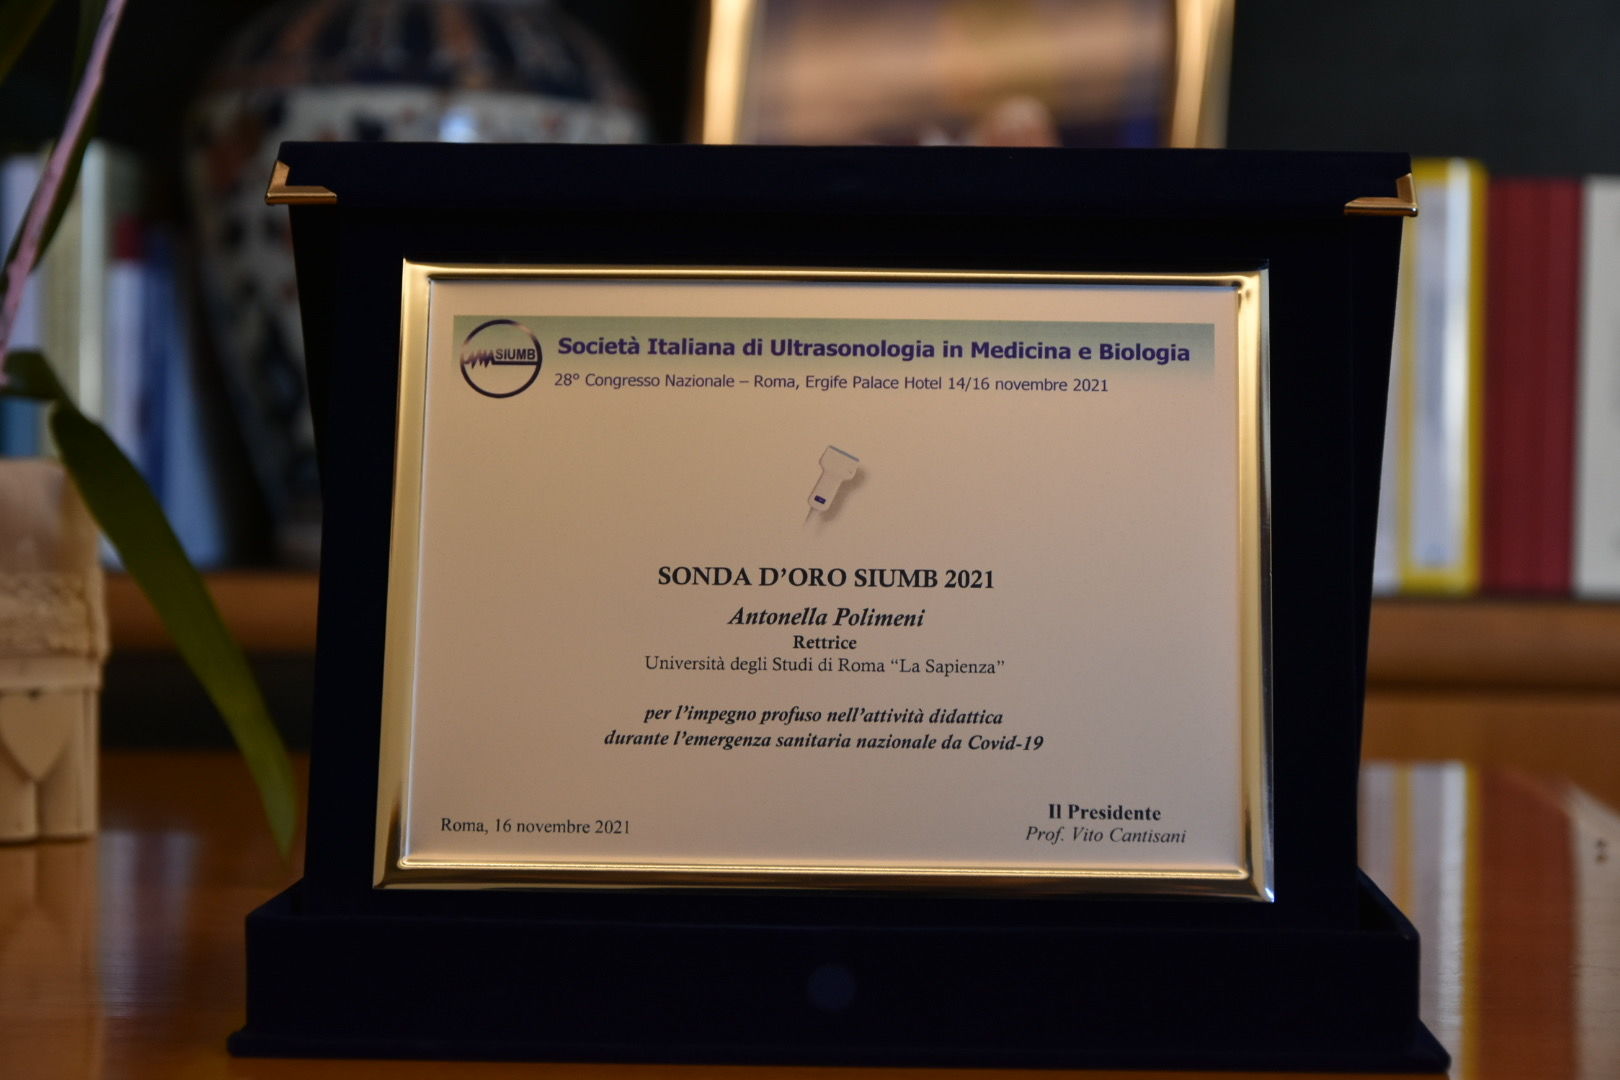 SIUMB
Società Italiana di Ultrasonologia in Medicina e Biologia
28° Congresso Nazionale – Roma, Ergife Palace Hotel 14/16 novembre 2021
SONDA D’ORO SIUMB 2021
Antonella Polimeni
Rettrice
Università degli Studi di Roma “La Sapienza”
per l’impegno profuso nell’attività didattica
durante l’emergenza sanitaria nazionale da Covid-19
Roma, 16 novembre 2021
Il Presidente
Prof. Vito Cantisani